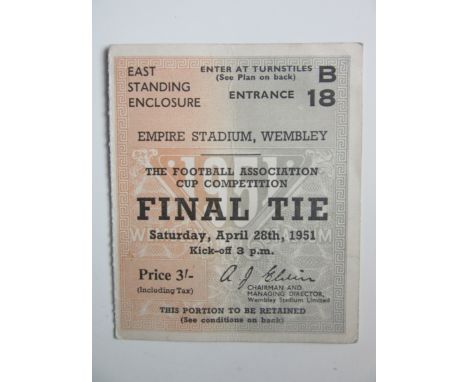 EAST
STANDING
ENCLOSURE
ENTER AT TURNSTILES
(See Plan on back)
B
ENTRANCE 18
EMPIRE STADIUM, WEMBLEY
1951
THE FOOTBALL ASSOCIATION
CUP COMPETITION
FINAL TIE
Saturday, April 28th, 1951
Kick-off 3 p.m.
Price 3/-
(Including Tax)
A J Elvin
CHAIRMAN AND
MANAGING DIRECTOR,
Wembley Stadium Limited
THIS PORTION TO BE RETAINED
(See conditions on back)